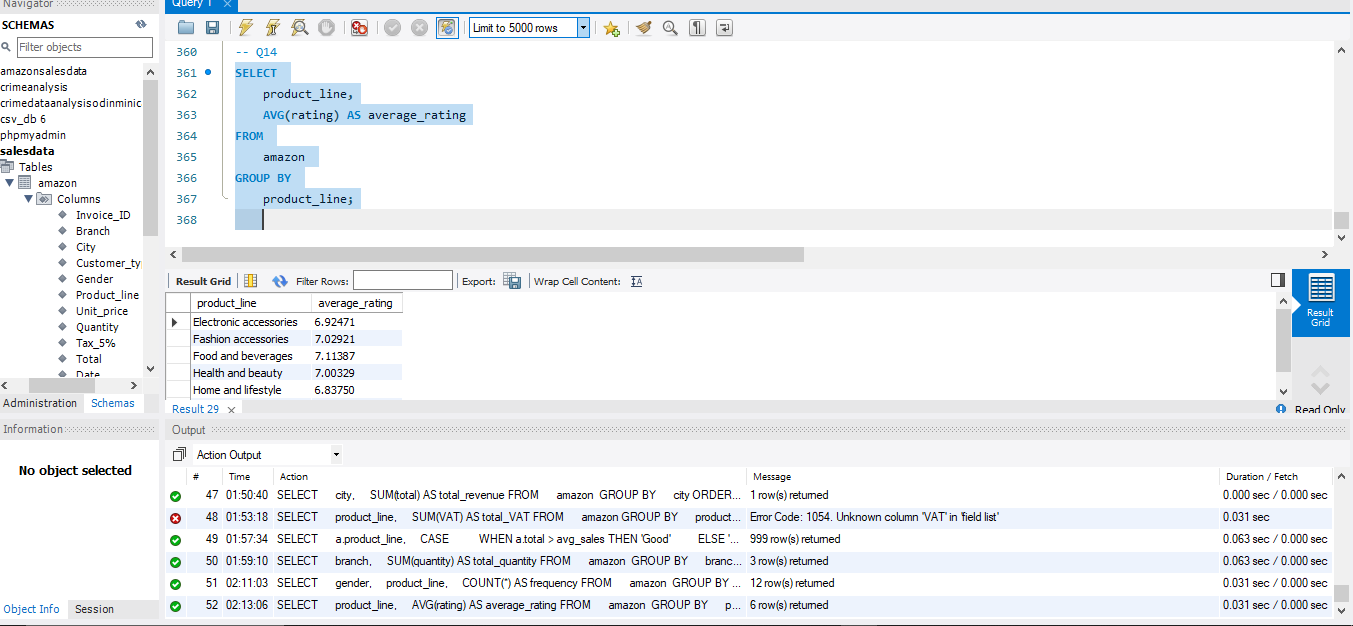 Navigator
Query 1
SCHEMAS
Filter objects
amazonsalesdata
crimeanalysis
crimedataanalysisodinminic
csv_db 6
phpmyadmin
salesdata
Tables
amazon
Columns
Invoice_ID
Branch
City
Customer_ty
Gender
Product_line
Unit_price
Quantity
Tax_5%
Total
Date
Administration Schemas
Information
No object selected
Object Info Session
Limit to 5000 rows
360 -- Q14
361 SELECT
362 product_line,
363 AVG(rating) AS average_rating
364 FROM
365 amazon
366 GROUP BY
367 product_line;
368
Result Grid Filter Rows: Export: Wrap Cell Content:
product_line average_rating
Electronic accessories 6.92471
Fashion accessories 7.02921
Food and beverages 7.11387
Health and beauty 7.00329
Home and lifestyle 6.83750
Result
Grid
Result 29
Read Only
Output
Action Output
# Time Action Message Duration / Fetch
47 01:50:40 SELECT city, SUM(total) AS total_revenue FROM amazon GROUP BY city ORDER... 1 row(s) returned 0.000 sec / 0.000 sec
48 01:53:18 SELECT product_line, SUM(VAT) AS total_VAT FROM amazon GROUP BY product... Error Code: 1054. Unknown column 'VAT' in 'field list' 0.031 sec
49 01:57:34 SELECT a.product_line, CASE WHEN a.total > avg_sales THEN 'Good' ELSE '... 999 row(s) returned 0.063 sec / 0.000 sec
50 01:59:10 SELECT branch, SUM(quantity) AS total_quantity FROM amazon GROUP BY branc... 3 row(s) returned 0.063 sec / 0.000 sec
51 02:11:03 SELECT gender, product_line, COUNT(*) AS frequency FROM amazon GROUP BY ... 12 row(s) returned 0.031 sec / 0.000 sec
52 02:13:06 SELECT product_line, AVG(rating) AS average_rating FROM amazon GROUP BY p... 6 row(s) returned 0.031 sec / 0.000 sec